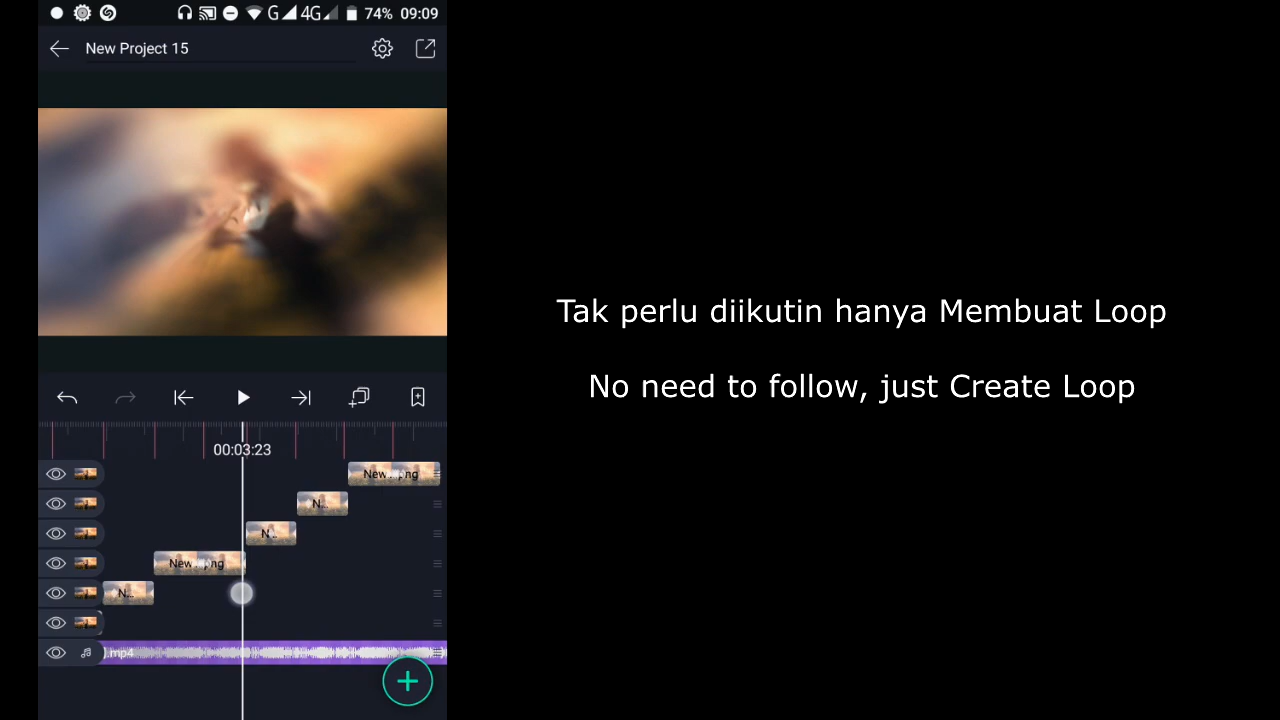 G 4G 74% 09:09
New Project 15
Tak perlu diikutin hanya Membuat Loop
No need to follow, just Create Loop
00:03:23
New...png
N...
N...
New...png
N...
.mp4